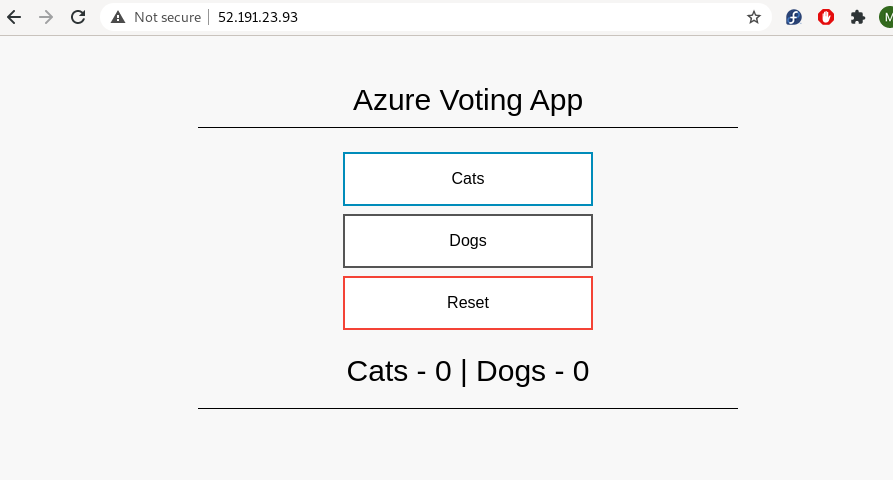 Not secure | 52.191.23.93
M
Azure Voting App
Cats
Dogs
Reset
Cats - 0 | Dogs - 0